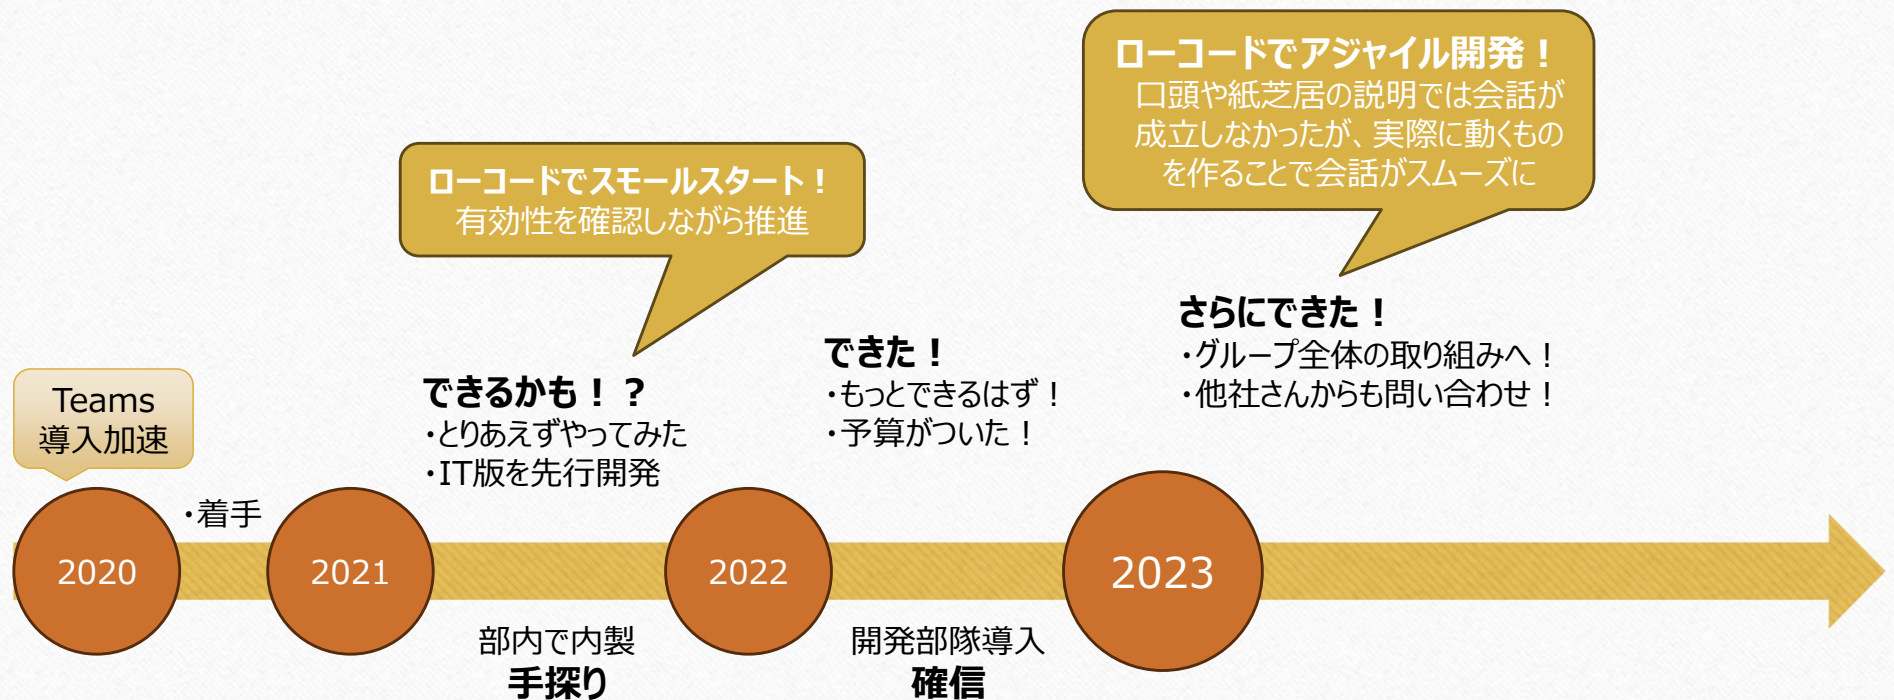 ローコードでアジャイル開発！
口頭や紙芝居の説明では会話が
成立しなかったが、実際に動くもの
を作ることで会話がスムーズに
ローコードでスモールスタート！
有効性を確認しながら推進
さらにできた！
・グループ全体の取り組みへ！
・他社さんからも問い合わせ！
できた！
・もっとできるはず！
・予算がついた！
できるかも！？
・とりあえずやってみた
・IT版を先行開発
Teams
導入加速
・着手
2020
2021
2022
2023
部内で内製
手探り
開発部隊導入
確信